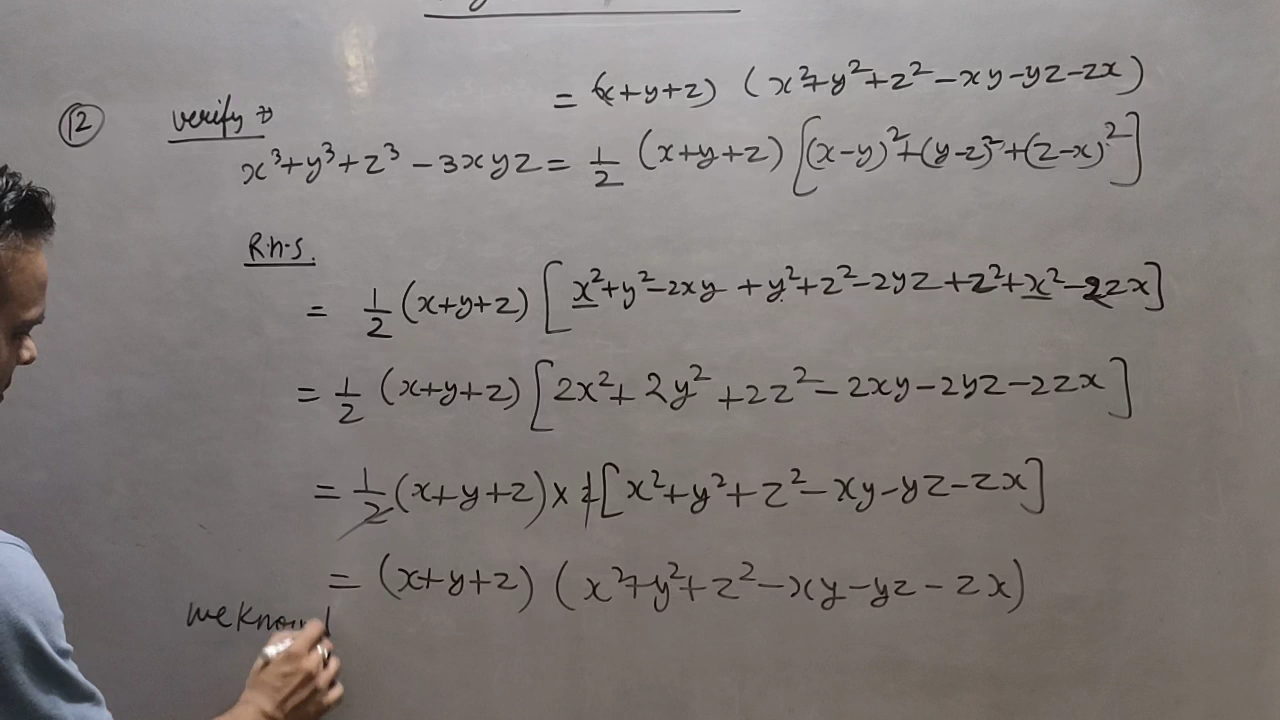 = (x+y+z) (x²+y²+z²-xy-yz-zx)
(12) verify →
x³+y³+z³-3xyz = 1/2 (x+y+z) [(x-y)²+(y-z)²+(z-x)²]
R.h.s.
= 1/2 (x+y+z) [x²+y²-2xy+y²+z²-2yz+z²+x²-2zx]
= 1/2 (x+y+z) [2x²+2y²+2z²-2xy-2yz-2zx]
= 1/2 (x+y+z) × 2 [x²+y²+z²-xy-yz-zx]
= (x+y+z) (x²+y²+z²-xy-yz-zx)
we know